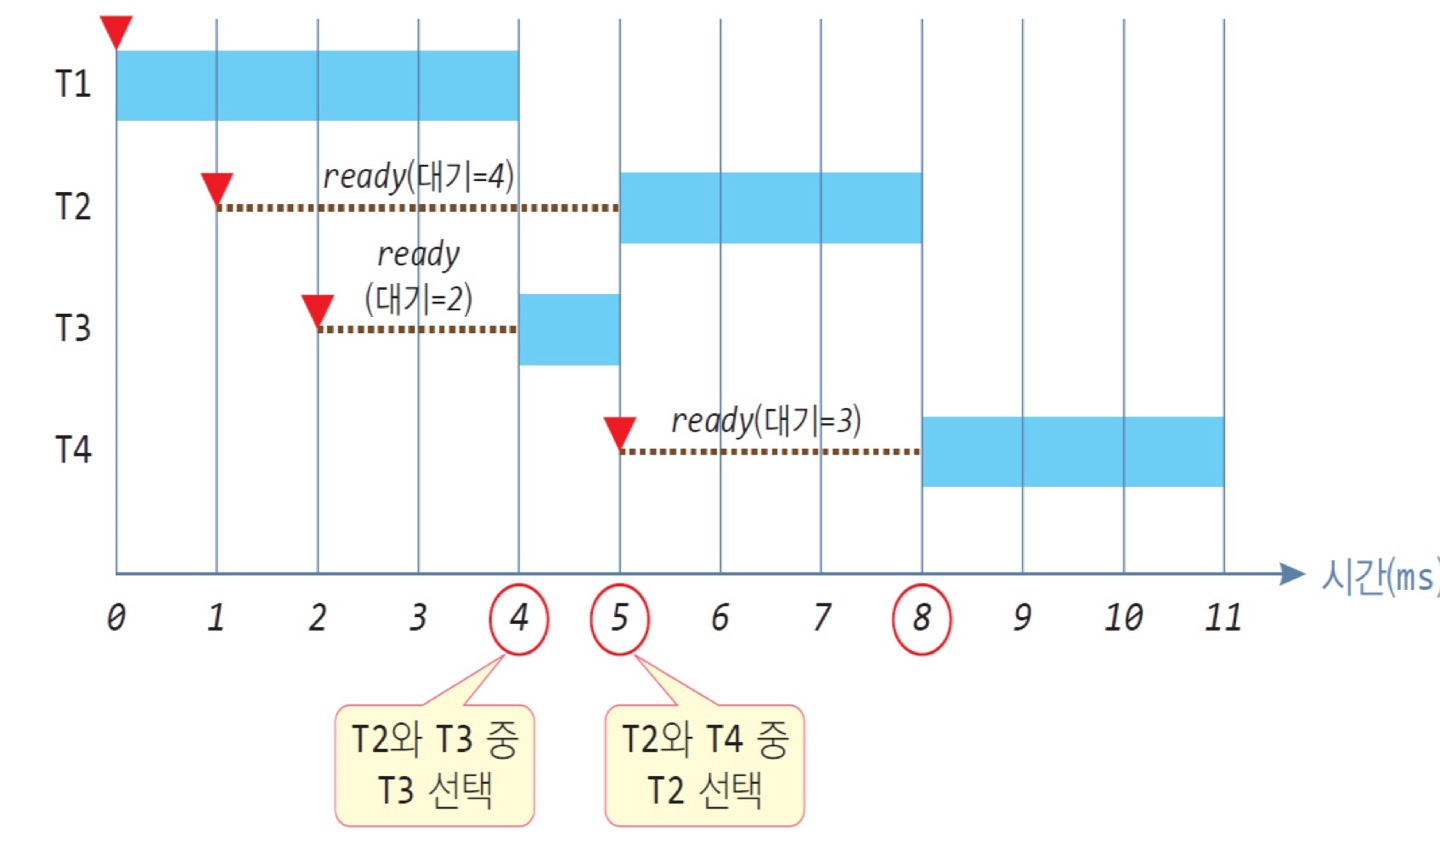 T1
ready(대기=4)
T2
ready
(대기=2)
T3
ready(대기=3)
T4
시간(ms)
0 1 2 3 4 5 6 7 8 9 10 11
T2와 T3 중
T3 선택
T2와 T4 중
T2 선택